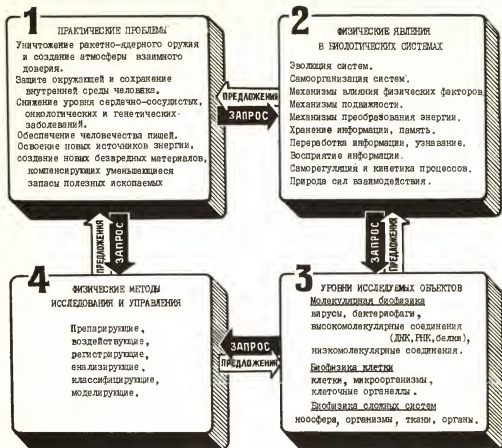 1
ПРАКТИЧЕСКИЕ ПРОБЛЕМЫ
Уничтожение ракетно-ядерного оружия
и создание атмосферы взаимного
доверия.
Защита окружающей и сохранение
внутренней среды человека.
Снижение уровня сердечно-сосудистых,
онкологических и генетических
заболеваний.
Обеспечение человечества пищей.
Освоение новых источников энергии,
создании новых безвредных материалов,
компенсирующих уменьшающиеся
запасы полезных ископаемых
ПРЕДЛОЖЕНИЯ
ЗАПРОС
2
ФИЗИЧЕСКИЕ ЯВЛЕНИЯ
В БИОЛОГИЧЕСКИХ СИСТЕМАХ
Эволюция систем.
Самоорганизация систем.
Механизмы влияния физических факторов
Механизмы подвижности.
Механизмы преобразования энергии.
Хранение информации, память.
Переработка информации, узнавание.
Восприятие информации.
Саморегуляция и кинетика процессов.
Природа сил взаимодействия.
ПРЕДЛОЖЕНИЯ
ЗАПРОС
ЗАПРОС
ПРЕДЛОЖЕНИЯ
4
ФИЗИЧЕСКИЕ МЕТОДЫ
ИССЛЕДОВАНИЯ И УПРАВЛЕНИЯ
Препарирующие,
воздействующие,
регистрирующие,
анализирующие,
классифицирующие,
моделирующие,
ЗАПРОС
ПРЕДЛОЖЕНИЯ
3
УРОВНИ ИССЛЕДУЕМЫХ ОБЪЕКТОВ
Молекулярная биофизика
вирусы, бактериофаги,
высокомолекулярные соединения
(ДНК,РНК,белки),
низкомолекулярные соединения.
Биофизика клетки
клетки, микроорганизмы,
клеточные органеллы.
Биофизика сложных систем
ноосфера, организмы, ткани, органы.